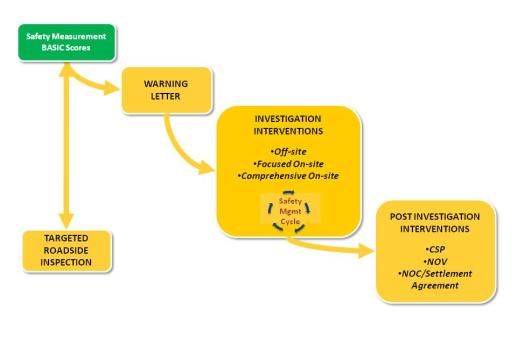 Safety Measurement
BASIC Scores
WARNING
LETTER
INVESTIGATION
INTERVENTIONS
•Off-site
•Focused On-site
•Comprehensive On-site
Safety
Mgmt
Cycle
TARGETED
ROADSIDE
INSPECTION
POST INVESTIGATION
INTERVENTIONS
•CSP
•NOV
•NOC/Settlement
Agreement